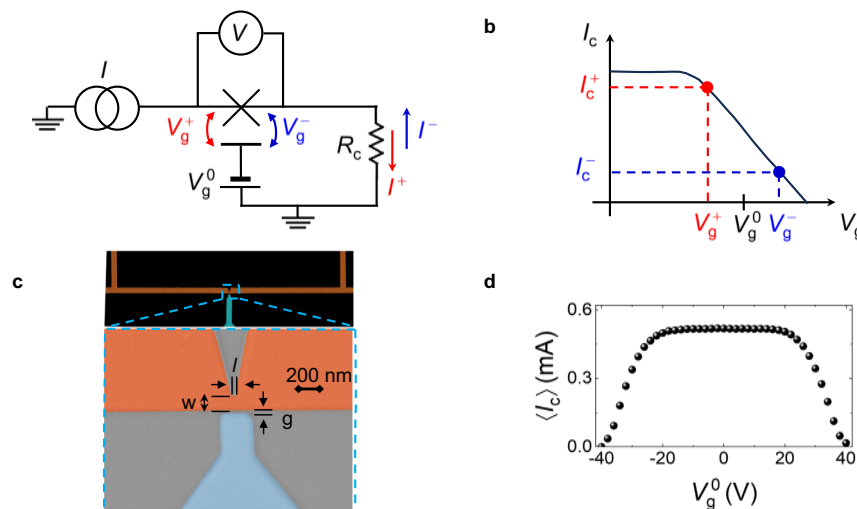 V
I
V_g^+
V_g^-
R_c
I^-
I^+
V_g^0
b
I_c
I_c^+
I_c^-
V_g^+
V_g^0
V_g^-
V_g
c
l
200 nm
w
g
d
⟨I_c⟩ (mA)
0.6
0.3
0.0
-40
-20
0
20
40
V_g^0 (V)